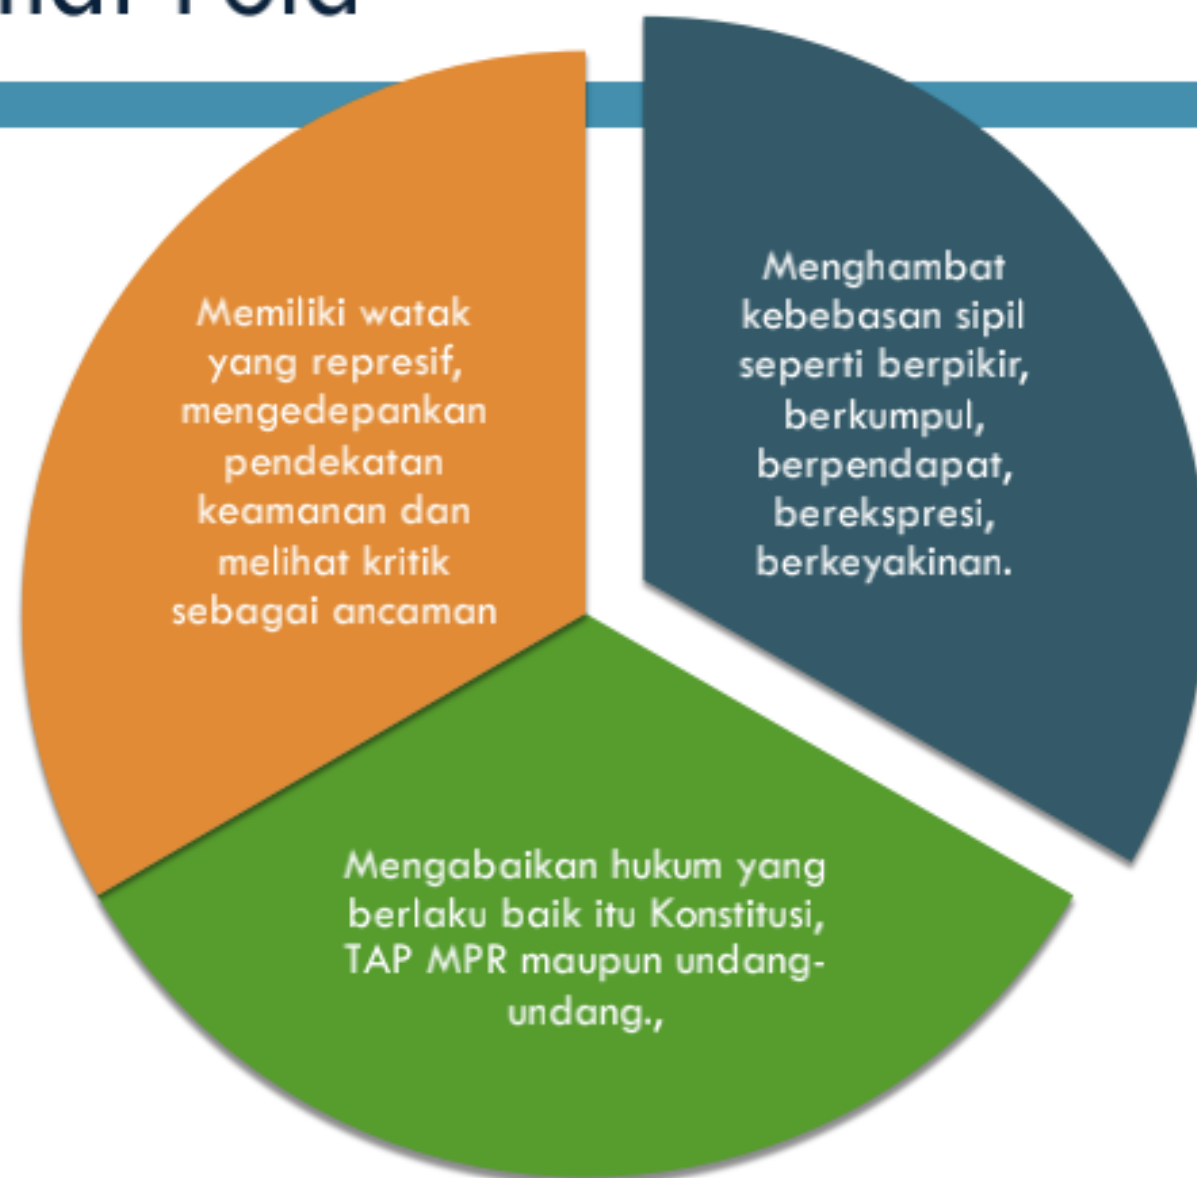 Pola
Memiliki watak
yang represif,
mengedepankan
pendekatan
keamanan dan
melihat kritik
sebagai ancaman
Menghambat
kebebasan sipil
seperti berpikir,
berkumpul,
berpendapat,
berekspresi,
berkeyakinan.
Mengabaikan hukum yang
berlaku baik itu Konstitusi,
TAP MPR maupun undang-
undang.,